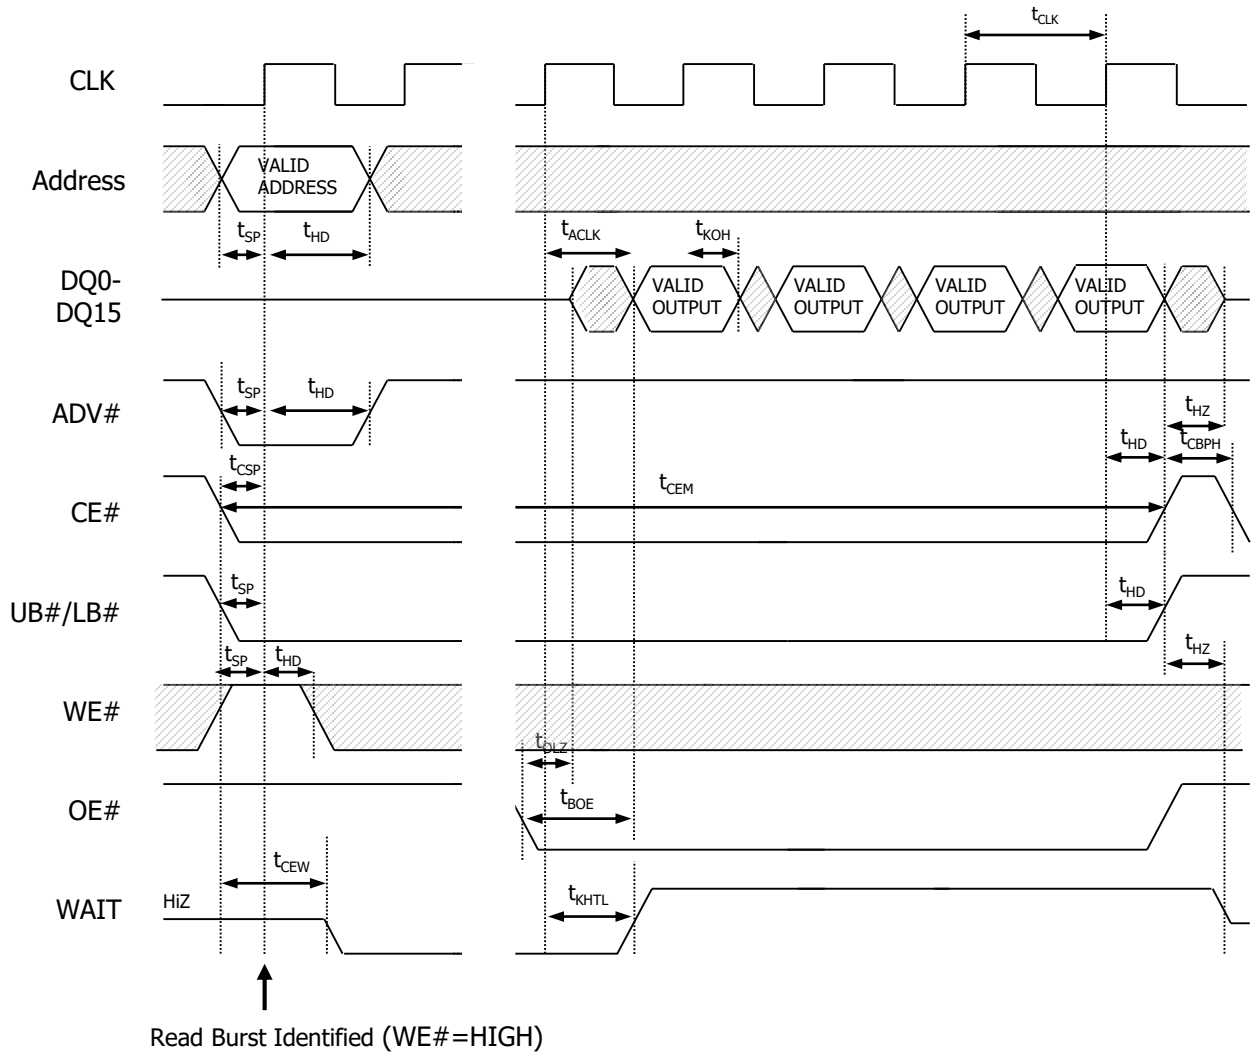 tCLK
CLK
Address
VALID
ADDRESS
tSP
tHD
tACLK
tKOH
DQ0-
DQ15
VALID
OUTPUT
VALID
OUTPUT
VALID
OUTPUT
VALID
OUTPUT
ADV#
tSP
tHD
tHZ
tHD
tCBPH
CE#
tCSP
tCEM
UB#/LB#
tSP
tHD
tSP
tHD
tHZ
WE#
tOLZ
OE#
tBOE
tCEW
WAIT
HiZ
tKHTL
Read Burst Identified (WE#=HIGH)